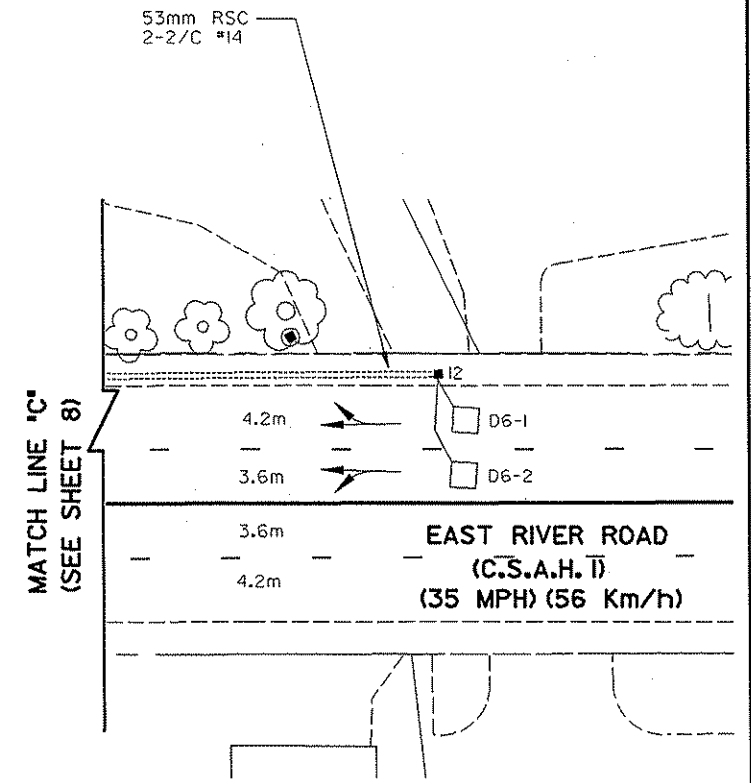 53mm RSC
2-2/C #14
12
4.2m
D6-1
3.6m
D6-2
MATCH LINE "C"
(SEE SHEET 8)
3.6m
4.2m
EAST RIVER ROAD
(C.S.A.H. 1)
(35 MPH) (56 Km/h)